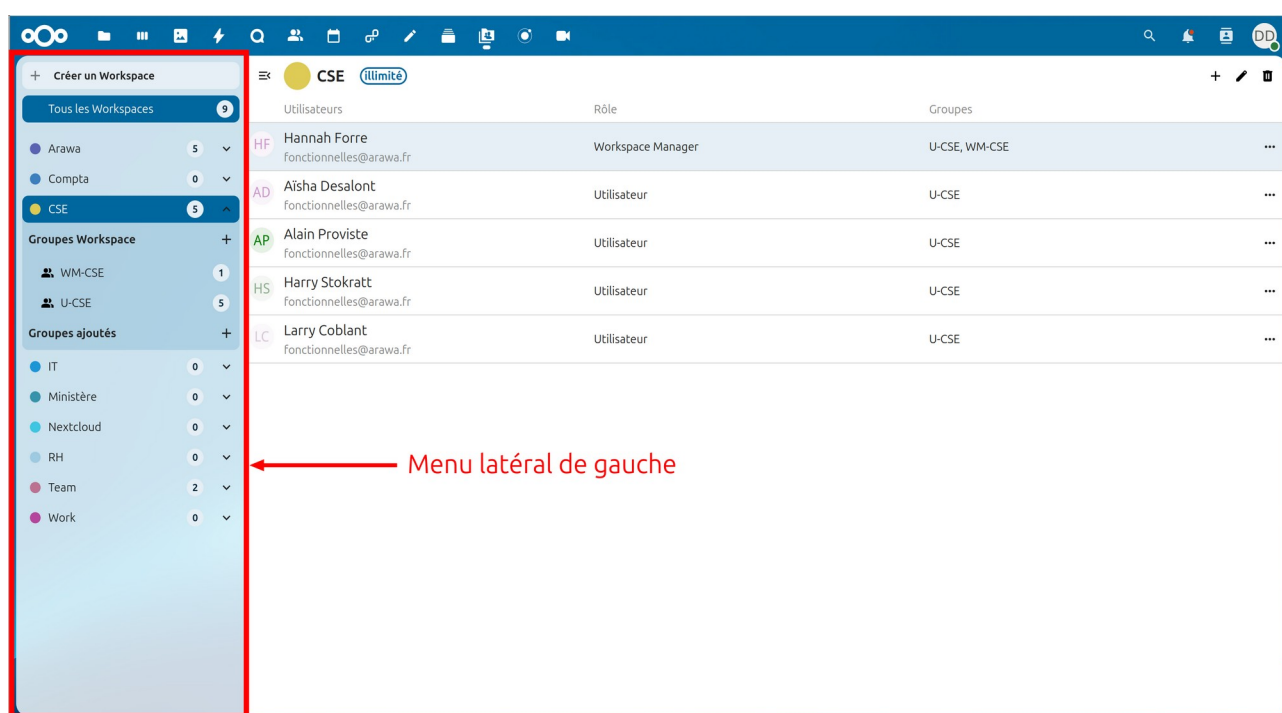 DD
+ Créer un Workspace
Tous les Workspaces 9
Arawa 5
Compta 0
CSE 5
Groupes Workspace +
WM-CSE 1
U-CSE 5
Groupes ajoutés +
IT 0
Ministère 0
Nextcloud 0
RH 0
Team 2
Work 0
CSE illimité
Utilisateurs Rôle Groupes
HF Hannah Forre Workspace Manager U-CSE, WM-CSE
fonctionnelles@arawa.fr
AD Aïsha Desalont Utilisateur U-CSE
fonctionnelles@arawa.fr
AP Alain Proviste Utilisateur U-CSE
fonctionnelles@arawa.fr
HS Harry Stokratt Utilisateur U-CSE
fonctionnelles@arawa.fr
LC Larry Coblant Utilisateur U-CSE
fonctionnelles@arawa.fr
Menu latéral de gauche